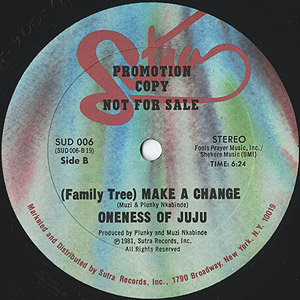 Sutra
PROMOTION
COPY
NOT FOR SALE
SUD 006
(SUD 006-B 19)
Side B
STEREO
Fools Prayer Music, Inc./
Shekere Music (BMI)
TIME: 6:24
(Family Tree) MAKE A CHANGE
(Muzi & Plunky Nkabinde)
ONENESS OF JUJU
Produced by Plunky and Muzi Nkabinde
℗ 1981, Sutra Records, Inc.
All Rights Reserved
Marketed and Distributed by Sutra Records, Inc., 1790 Broadway, New York, N.Y. 10019